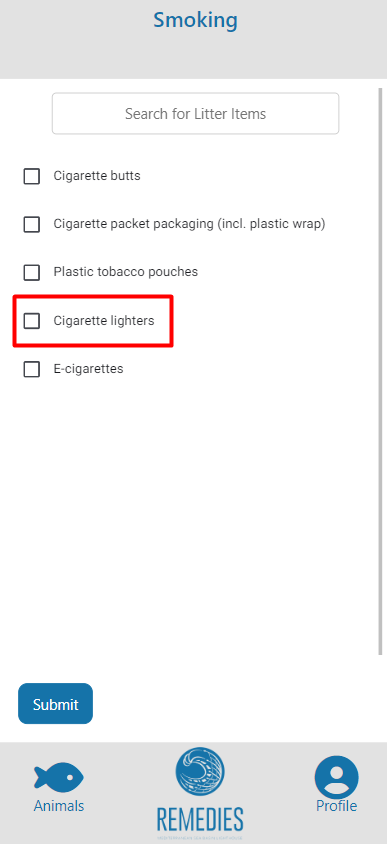 Smoking
Search for Litter Items
Cigarette butts
Cigarette packet packaging (incl. plastic wrap)
Plastic tobacco pouches
Cigarette lighters
E-cigarettes
Submit
Animals
REMEDIES
Profile